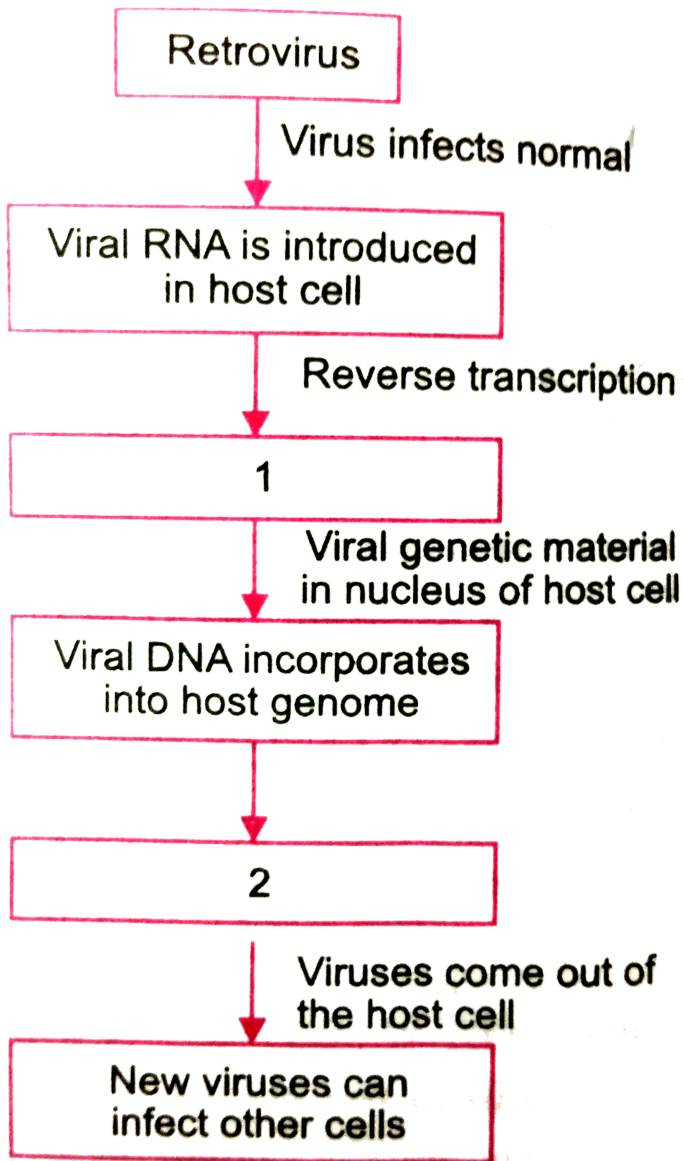 Retrovirus
Virus infects normal
Viral RNA is introduced
in host cell
Reverse transcription
1
Viral genetic material
in nucleus of host cell
Viral DNA incorporates
into host genome
2
Viruses come out of
the host cell
New viruses can
infect other cells